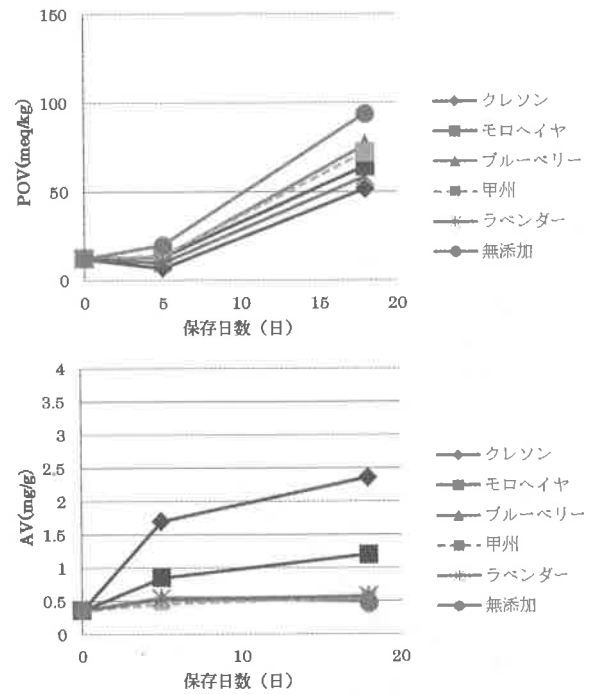 150
100
50
0
POV(meq/kg)
0 5 10 15 20
保存日数（日）
クレソン
モロヘイヤ
ブルーベリー
甲州
ラベンダー
無添加
4
3.5
3
2.5
2
1.5
1
0.5
0
AV(mg/g)
0 10 20
保存日数（日）
クレソン
モロヘイヤ
ブルーベリー
甲州
ラベンダー
無添加